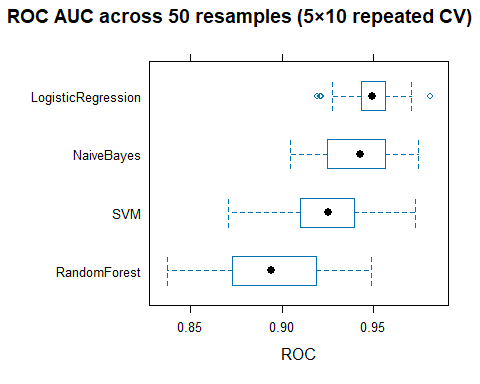 ROC AUC across 50 resamples (5×10 repeated CV)
LogisticRegression
NaiveBayes
SVM
RandomForest
0.85 0.90 0.95
ROC